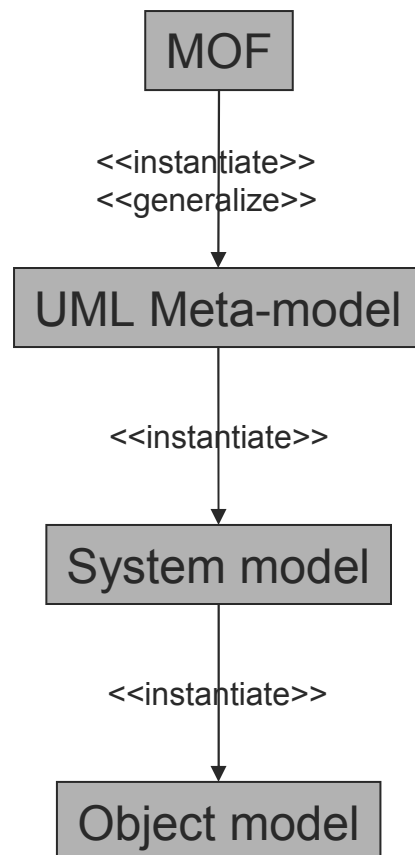 MOF
<<instantiate>>
<<generalize>>
UML Meta-model
<<instantiate>>
System model
<<instantiate>>
Object model